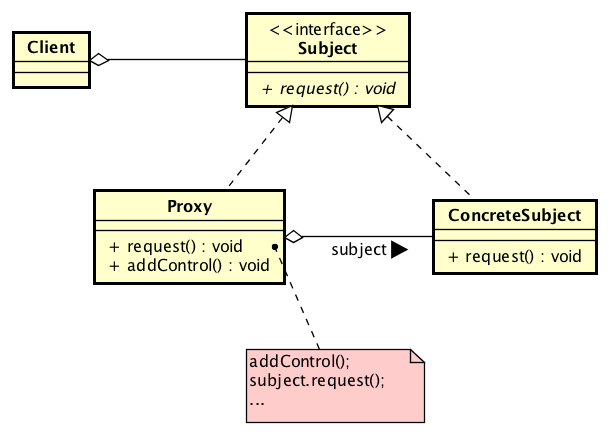 Client
<<interface>>
Subject
+ request() : void
Proxy
+ request() : void
+ addControl() : void
subject
ConcreteSubject
+ request() : void
addControl();
subject.request();
...